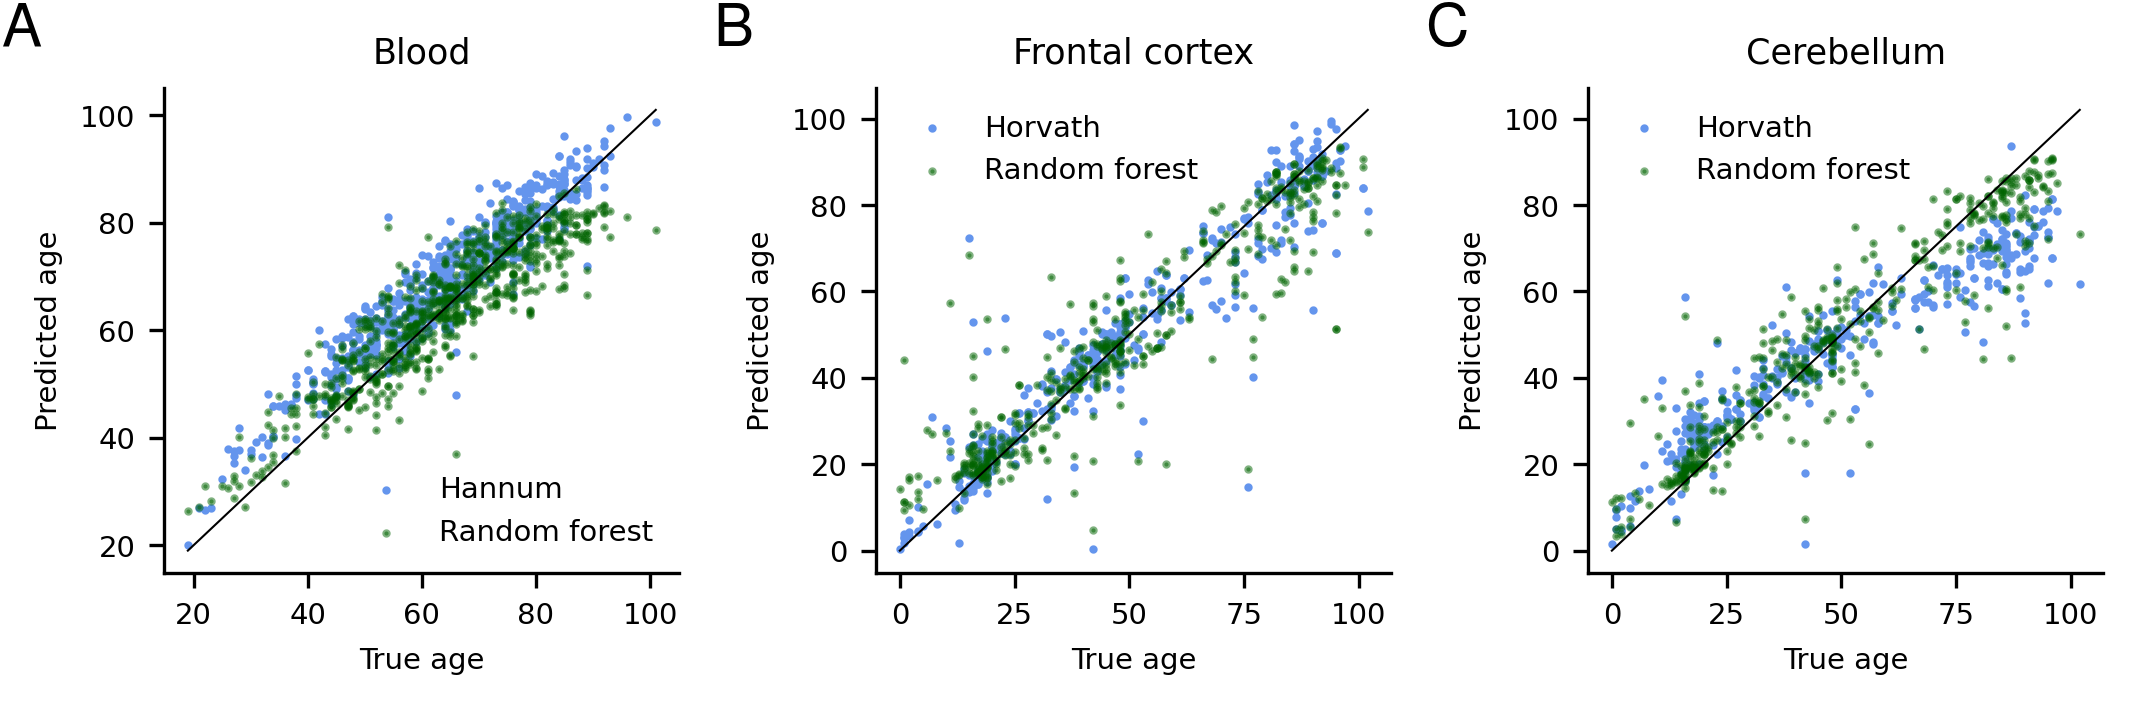 A
Blood
Predicted age
100
80
60
40
20
Hannum
Random forest
20 40 60 80 100
True age
B
Frontal cortex
Predicted age
100
80
60
40
20
0
Horvath
Random forest
0 25 50 75 100
True age
C
Cerebellum
Predicted age
100
80
60
40
20
0
Horvath
Random forest
0 25 50 75 100
True age